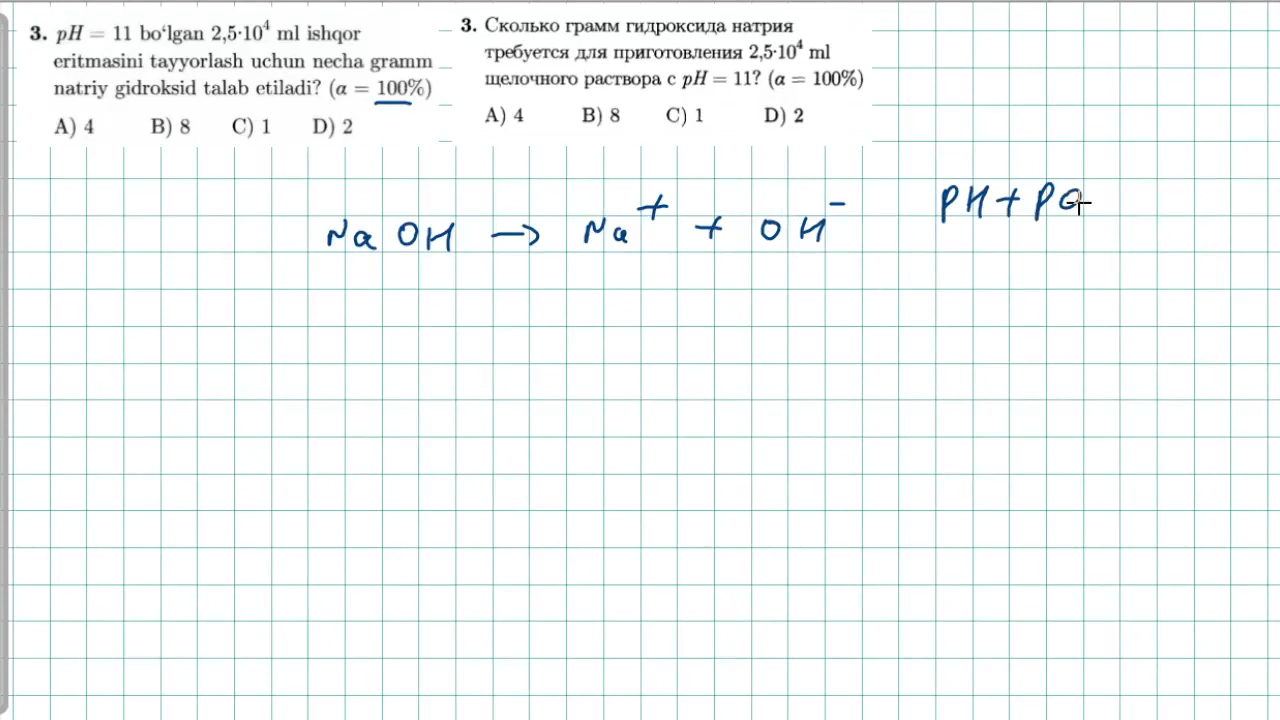 3. pH = 11 bo‘lgan 2,5·10⁴ ml ishqor
eritmasini tayyorlash uchun necha gramm
natriy gidroksid talab etiladi? (α = 100%)
A) 4 B) 8 C) 1 D) 2
3. Сколько грамм гидроксида натрия
требуется для приготовления 2,5·10⁴ ml
щелочного раствора с pH = 11? (α = 100%)
A) 4 B) 8 C) 1 D) 2
NaOH → Na⁺ + OH⁻
PH + PO